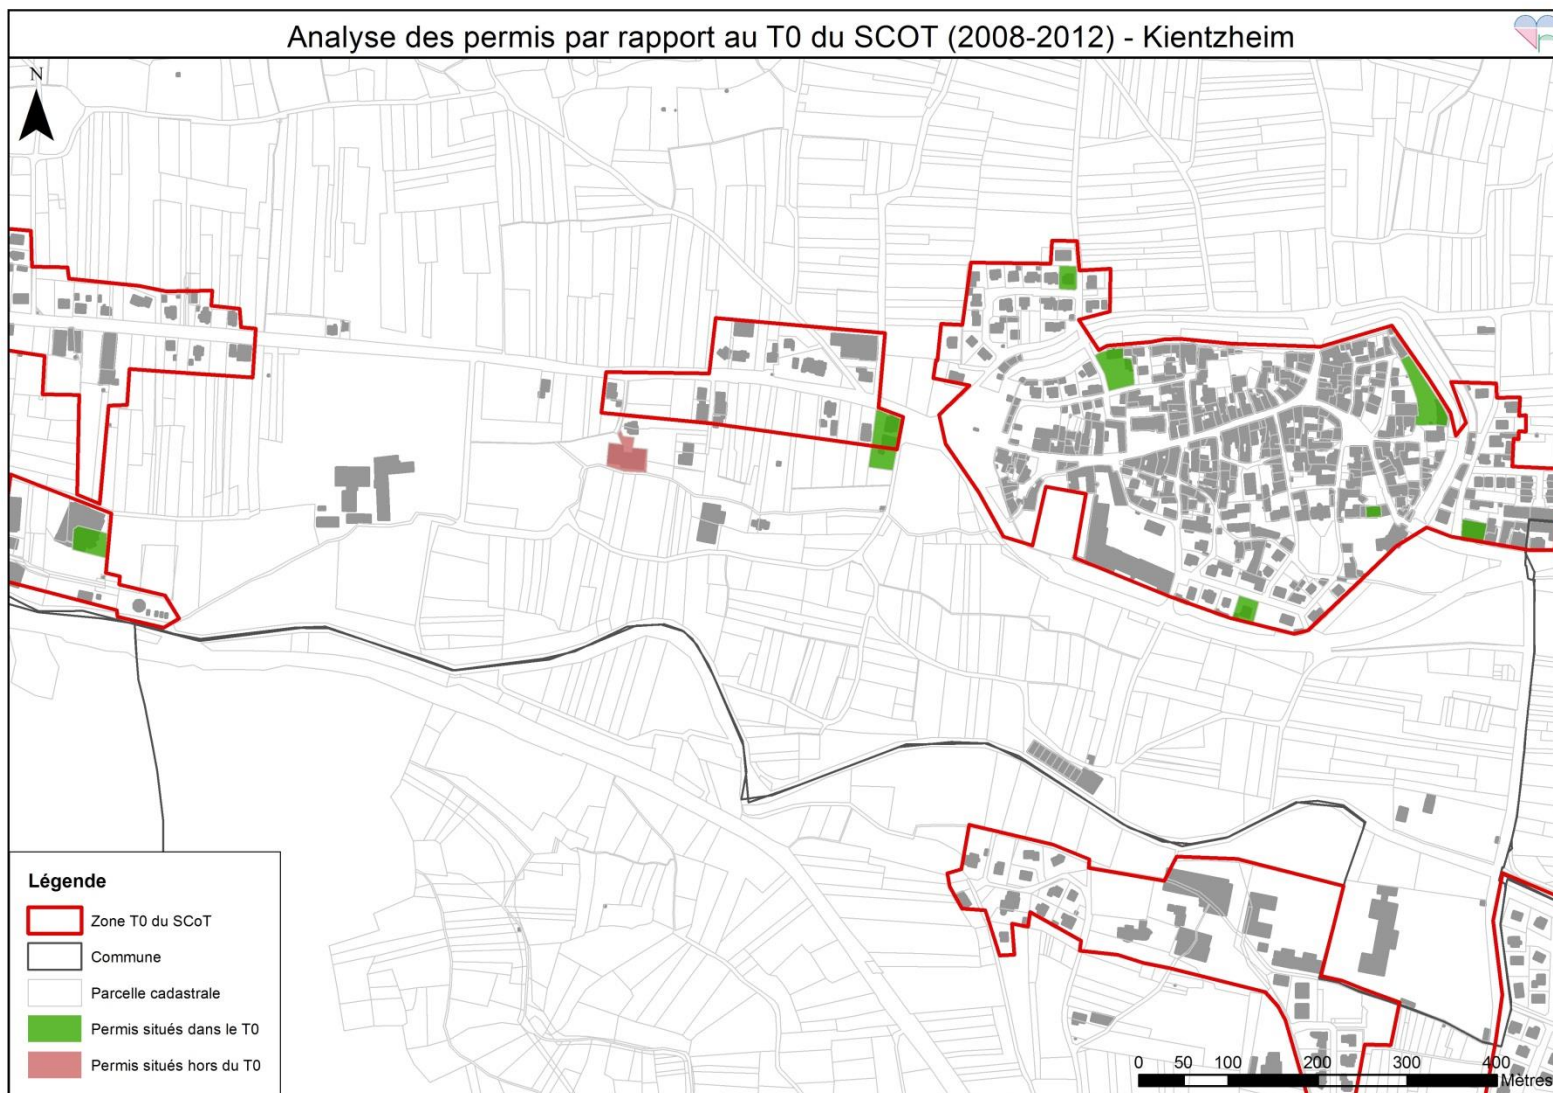 Analyse des permis par rapport au T0 du SCOT (2008-2012) - Kientzheim
N
Légende
Zone T0 du SCoT
Commune
Parcelle cadastrale
Permis situés dans le T0
Permis situés hors du T0
0 50 100 200 300 400
Mètres